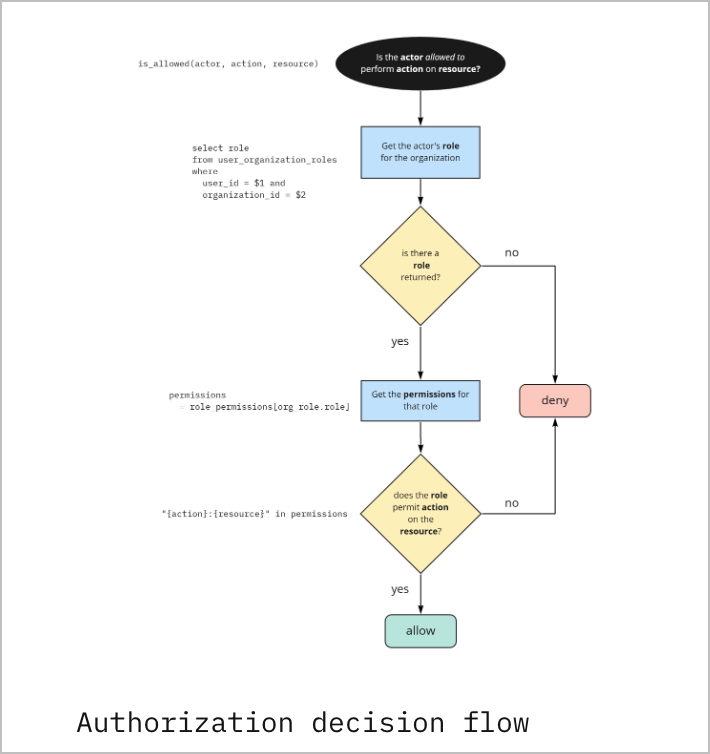 is_allowed(actor, action, resource)
Is the actor allowed to
perform action on resource?
select role
from user_organization_roles
where
user_id = $1 and
organization_id = $2
Get the actor's role
for the organization
is there a
role
returned?
no
yes
permissions
= role_permissions[org_role.role]
Get the permissions for
that role
deny
"{action}:{resource}" in permissions
does the role
permit action
on the
resource?
no
yes
allow
Authorization decision flow